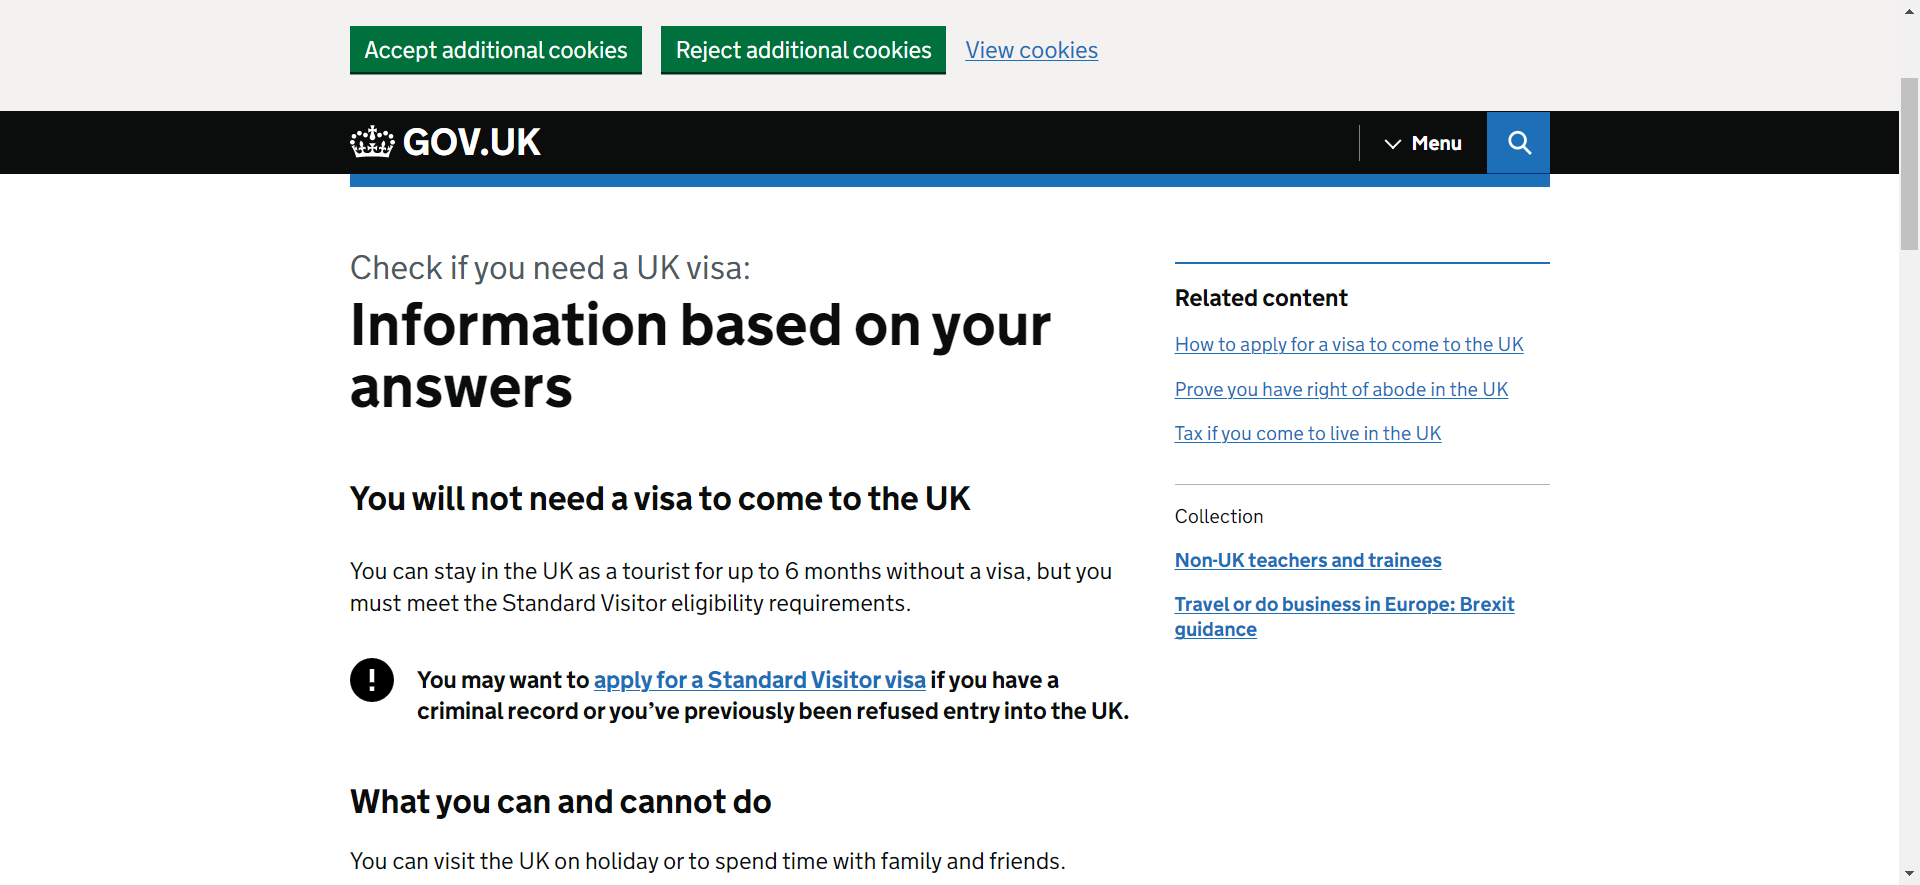 Accept additional cookies Reject additional cookies View cookies
GOV.UK Menu
Check if you need a UK visa:
Information based on your
answers
You will not need a visa to come to the UK
You can stay in the UK as a tourist for up to 6 months without a visa, but you
must meet the Standard Visitor eligibility requirements.
! You may want to apply for a Standard Visitor visa if you have a
criminal record or you’ve previously been refused entry into the UK.
What you can and cannot do
You can visit the UK on holiday or to spend time with family and friends.
Related content
How to apply for a visa to come to the UK
Prove you have right of abode in the UK
Tax if you come to live in the UK
Collection
Non-UK teachers and trainees
Travel or do business in Europe: Brexit
guidance